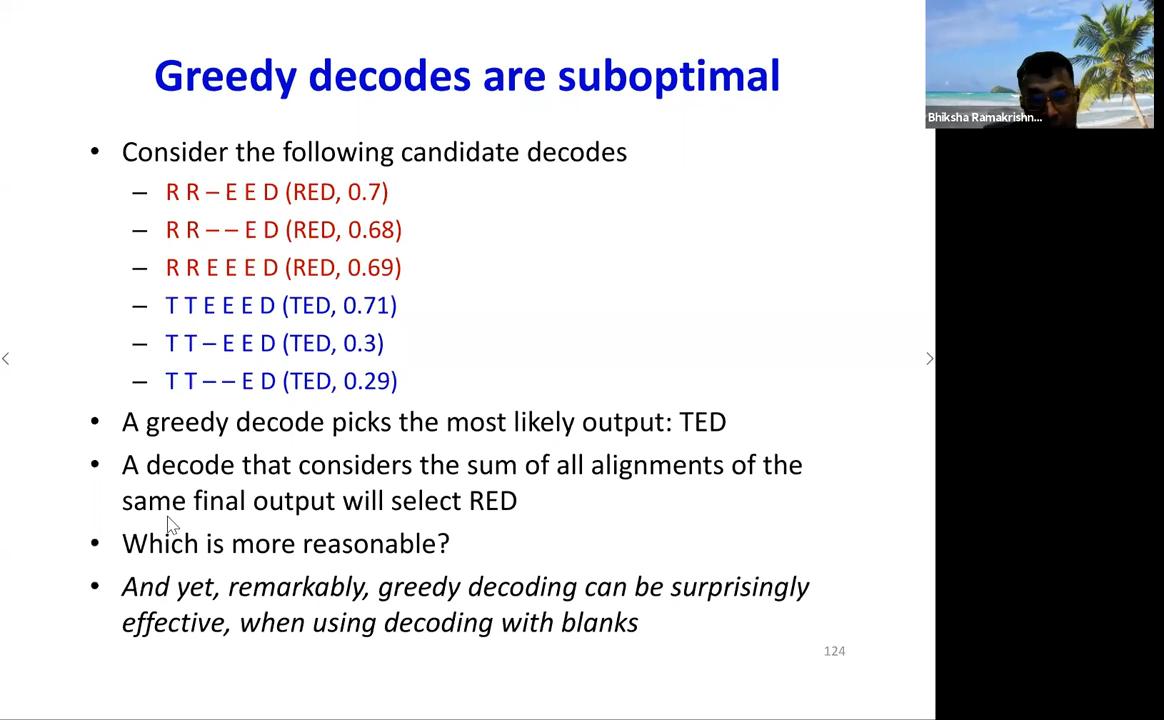 Greedy decodes are suboptimal
Bhiksha Ramakrishn...
• Consider the following candidate decodes
– R R – E E D (RED, 0.7)
– R R – – E D (RED, 0.68)
– R R E E E D (RED, 0.69)
– T T E E E D (TED, 0.71)
– T T – E E D (TED, 0.3)
– T T – – E D (TED, 0.29)
• A greedy decode picks the most likely output: TED
• A decode that considers the sum of all alignments of the
same final output will select RED
• Which is more reasonable?
• And yet, remarkably, greedy decoding can be surprisingly
effective, when using decoding with blanks
124